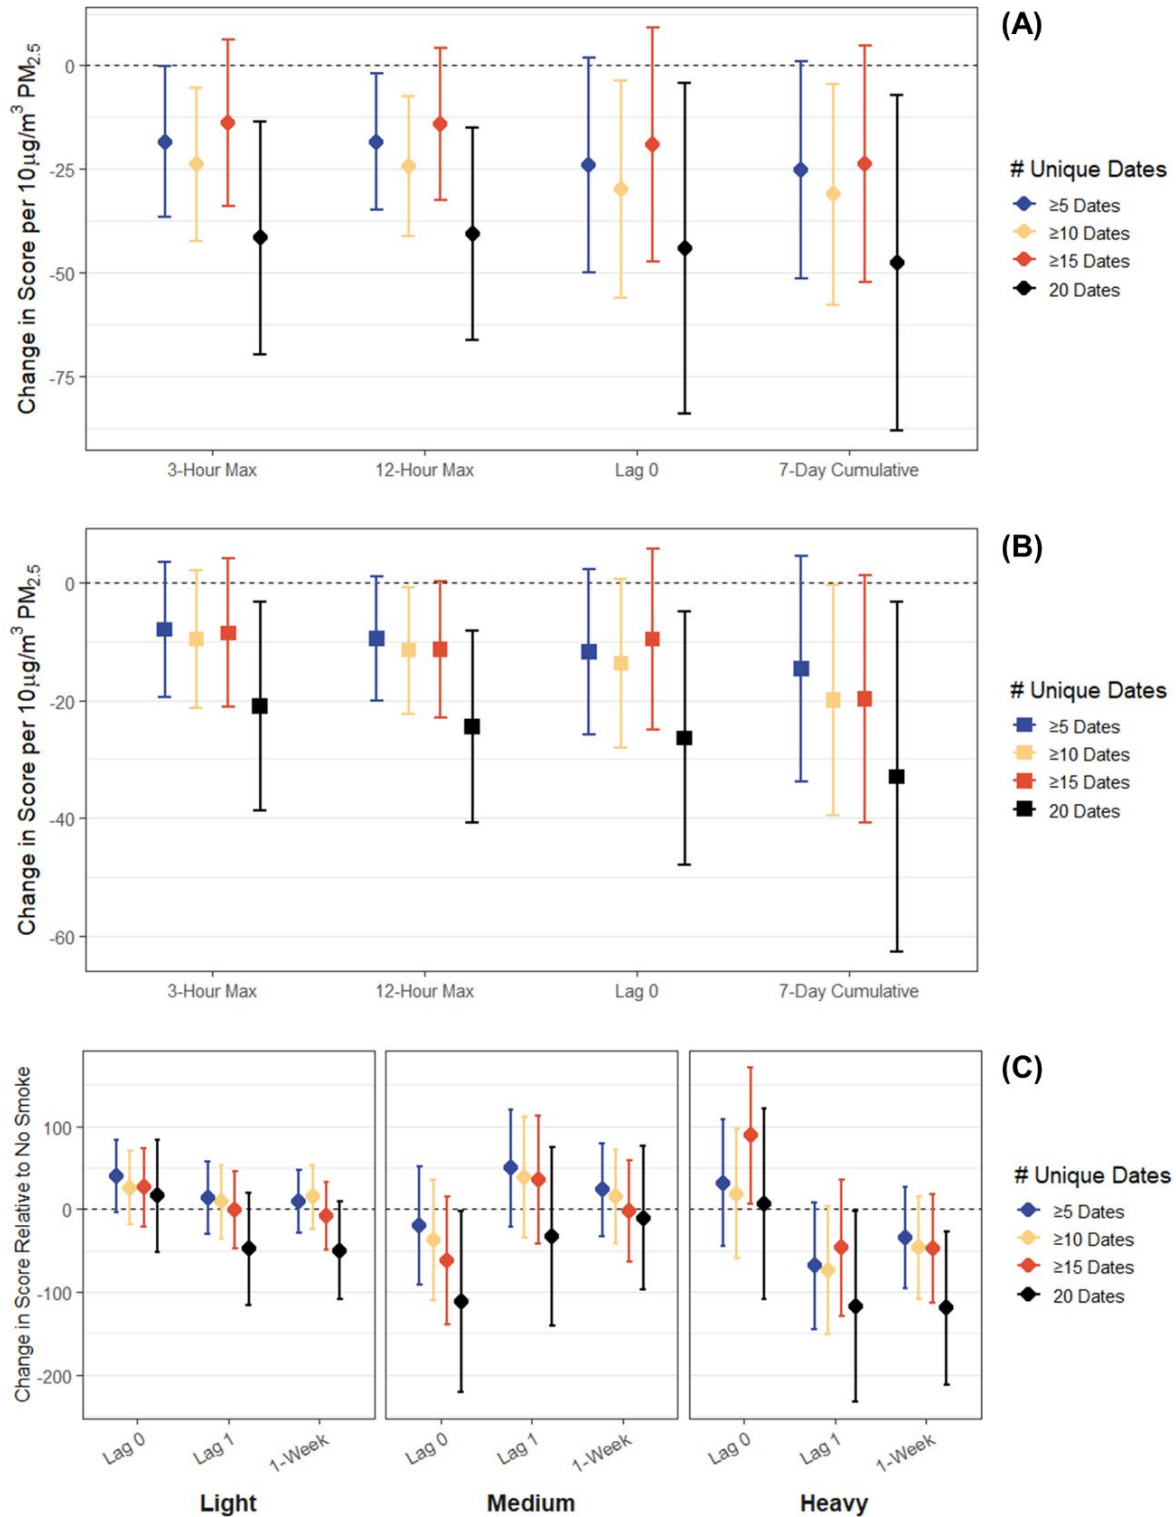 (A)
Change in Score per 10μg/m³ PM₂.₅
0
-25
-50
-75
3-Hour Max
12-Hour Max
Lag 0
7-Day Cumulative
# Unique Dates
≥5 Dates
≥10 Dates
≥15 Dates
20 Dates
(B)
Change in Score per 10μg/m³ PM₂.₅
0
-20
-40
-60
3-Hour Max
12-Hour Max
Lag 0
7-Day Cumulative
# Unique Dates
≥5 Dates
≥10 Dates
≥15 Dates
20 Dates
(C)
Change in Score Relative to No Smoke
100
0
-100
-200
Lag 0
Lag 1
1-Week
Lag 0
Lag 1
1-Week
Lag 0
Lag 1
1-Week
Light
Medium
Heavy
# Unique Dates
≥5 Dates
≥10 Dates
≥15 Dates
20 Dates